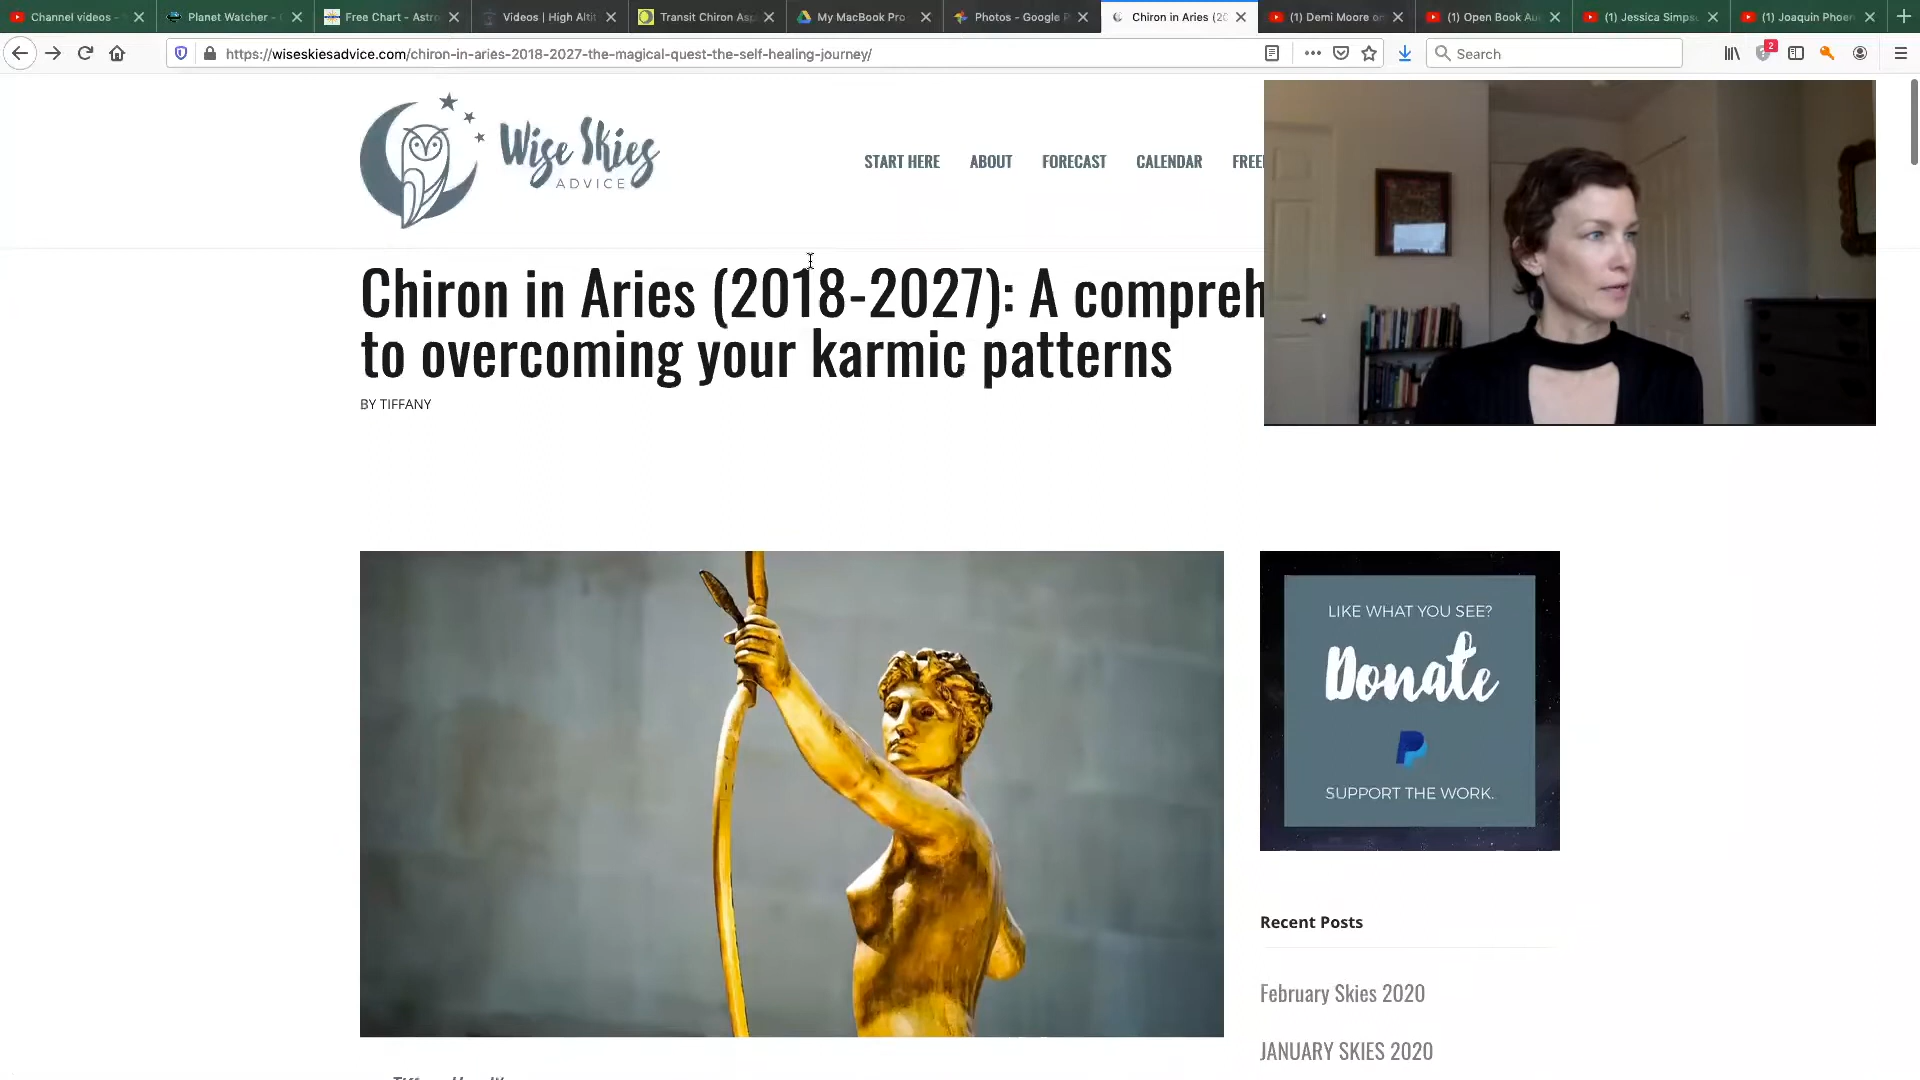 Channel videos -
Planet Watcher -
Free Chart - Astro
Videos | High Altit
Transit Chiron Asp
My MacBook Pro
Photos - Google P
Chiron in Aries (20
(1) Demi Moore on
(1) Open Book Au
(1) Jessica Simps
(1) Joaquin Phoen
https://wiseskiesadvice.com/chiron-in-aries-2018-2027-the-magical-quest-the-self-healing-journey/
Search
2
Wise Skies
ADVICE
START HERE
ABOUT
FORECAST
CALENDAR
FREE
Chiron in Aries (2018-2027): A compreh
to overcoming your karmic patterns
BY TIFFANY
LIKE WHAT YOU SEE?
Donate
SUPPORT THE WORK.
Recent Posts
February Skies 2020
JANUARY SKIES 2020